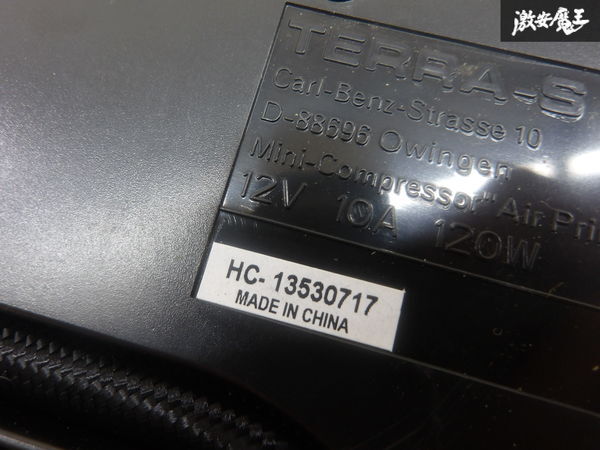 激安魔王
TERRA-S
Carl-Benz-Strasse 10
D-88696 Owingen
Mini-Compressor" Air Pri
12V 10A 120W
HC- 13530717
MADE IN CHINA